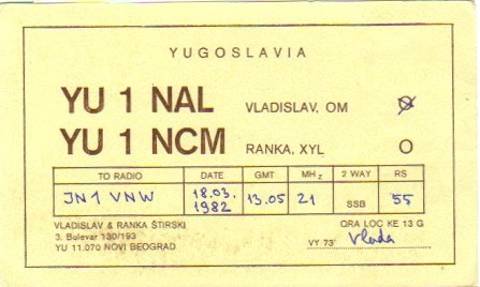 YUGOSLAVIA
YU 1 NAL VLADISLAV, OM O
YU 1 NCM RANKA, XYL O
TO RADIO DATE GMT MHz 2 WAY RS
JN1 VNW 18.03. 1982 13.05 21 SSB 55
VLADISLAV & RANKA ŠTIRSKI QRA LOC KE 13 G
3. Bulevar 130/193
YU 11.070 NOVI BEOGRAD VY 73' Vlada